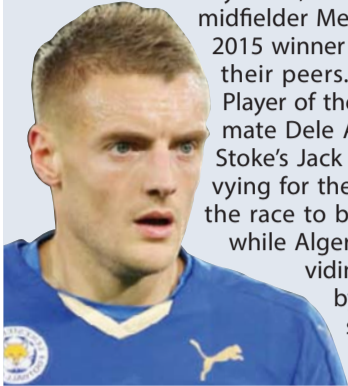 midfielder Me
2015 winner
their peers.
Player of the
mate Dele A
Stoke's Jack
vying for the
the race to b
while Alger
vidin
b
s